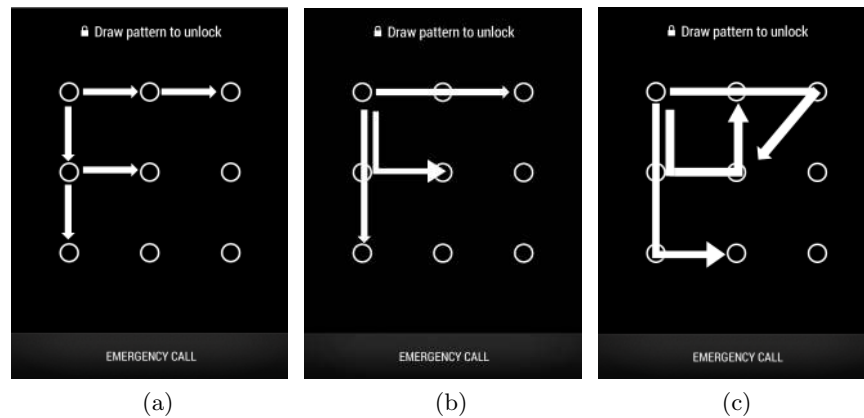 Draw pattern to unlock
Draw pattern to unlock
Draw pattern to unlock
EMERGENCY CALL
EMERGENCY CALL
EMERGENCY CALL
(a)
(b)
(c)